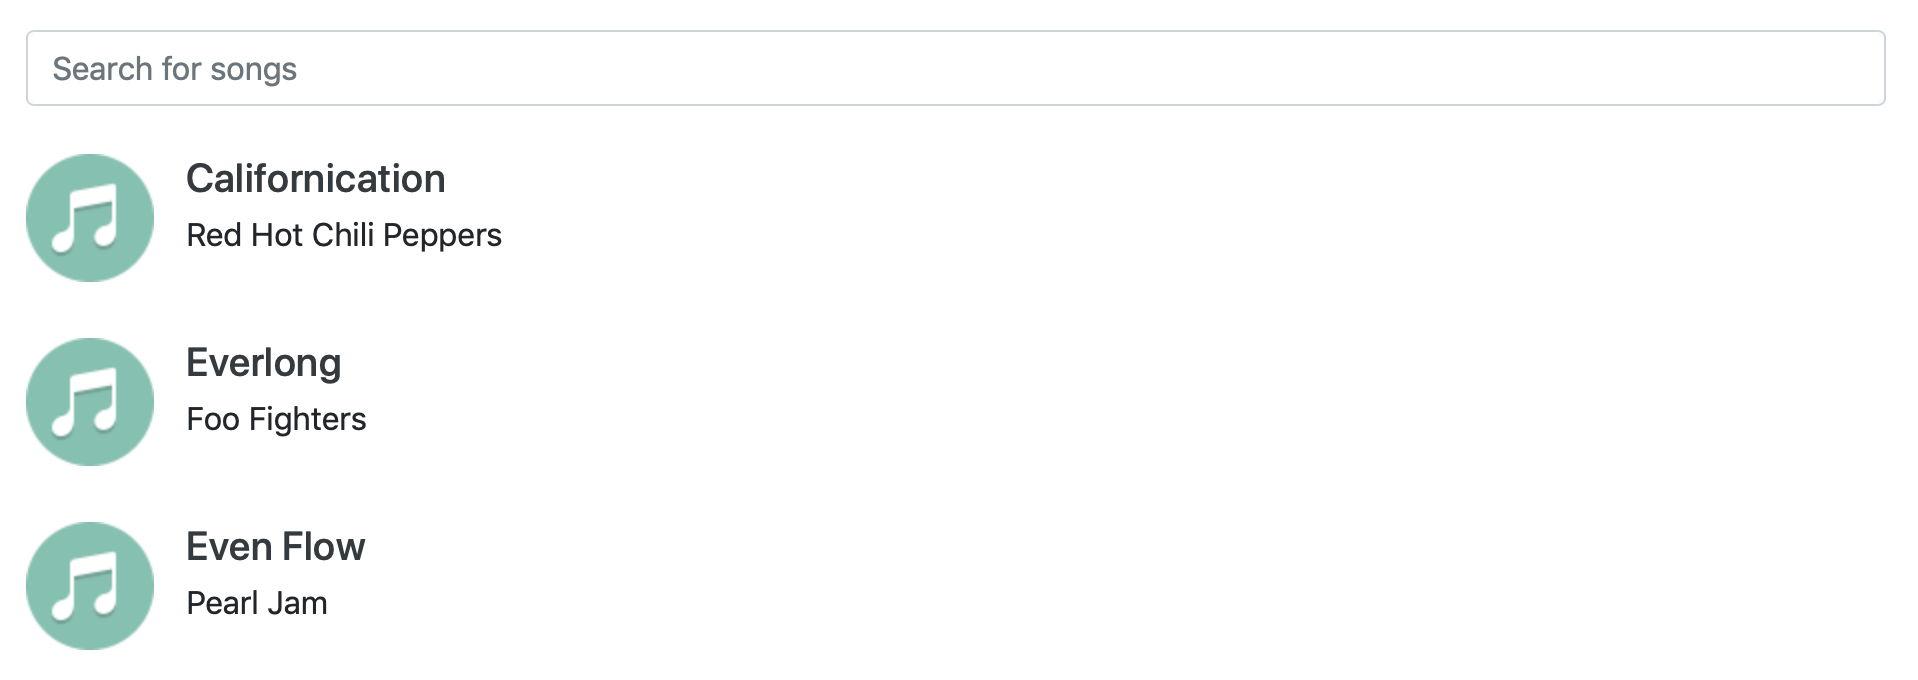 Search for songs
Californication
Red Hot Chili Peppers
Everlong
Foo Fighters
Even Flow
Pearl Jam